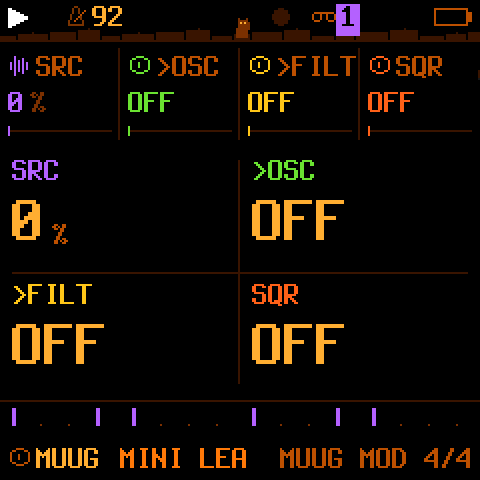 92 1
SRC >OSC >FILT SQR
0 % OFF OFF OFF
SRC >OSC
0 % OFF
>FILT SQR
OFF OFF
MUUG MINI LEA MUUG MOD 4/4